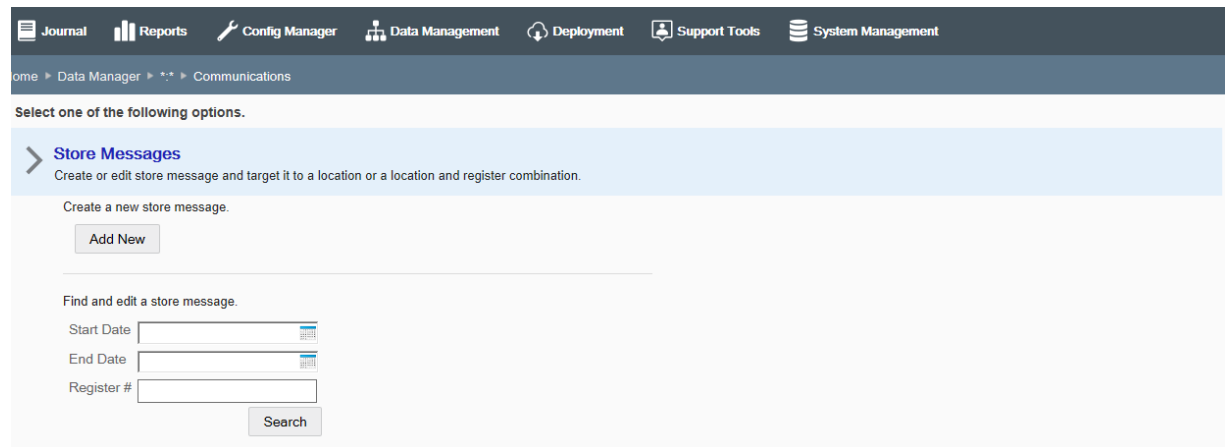 Journal Reports Config Manager Data Management Deployment Support Tools System Management
ome ▶ Data Manager ▶ *:* ▶ Communications
Select one of the following options.
Store Messages
Create or edit store message and target it to a location or a location and register combination.
Create a new store message.
Add New
Find and edit a store message.
Start Date
End Date
Register #
Search